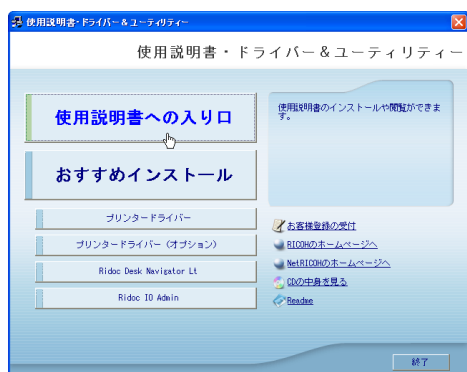 使用説明書・ドライバー＆ユーティリティー
使用説明書・ドライバー＆ユーティリティー
使用説明書への入り口
使用説明書のインストールや閲覧ができま
す。
おすすめインストール
プリンタードライバー
プリンタードライバー（オプション）
Ridoc Desk Navigator Lt
Ridoc IO Admin
お客様登録の受付
RICOHのホームページへ
NetRICOHのホームページへ
CDの中身を見る
Readme
終了